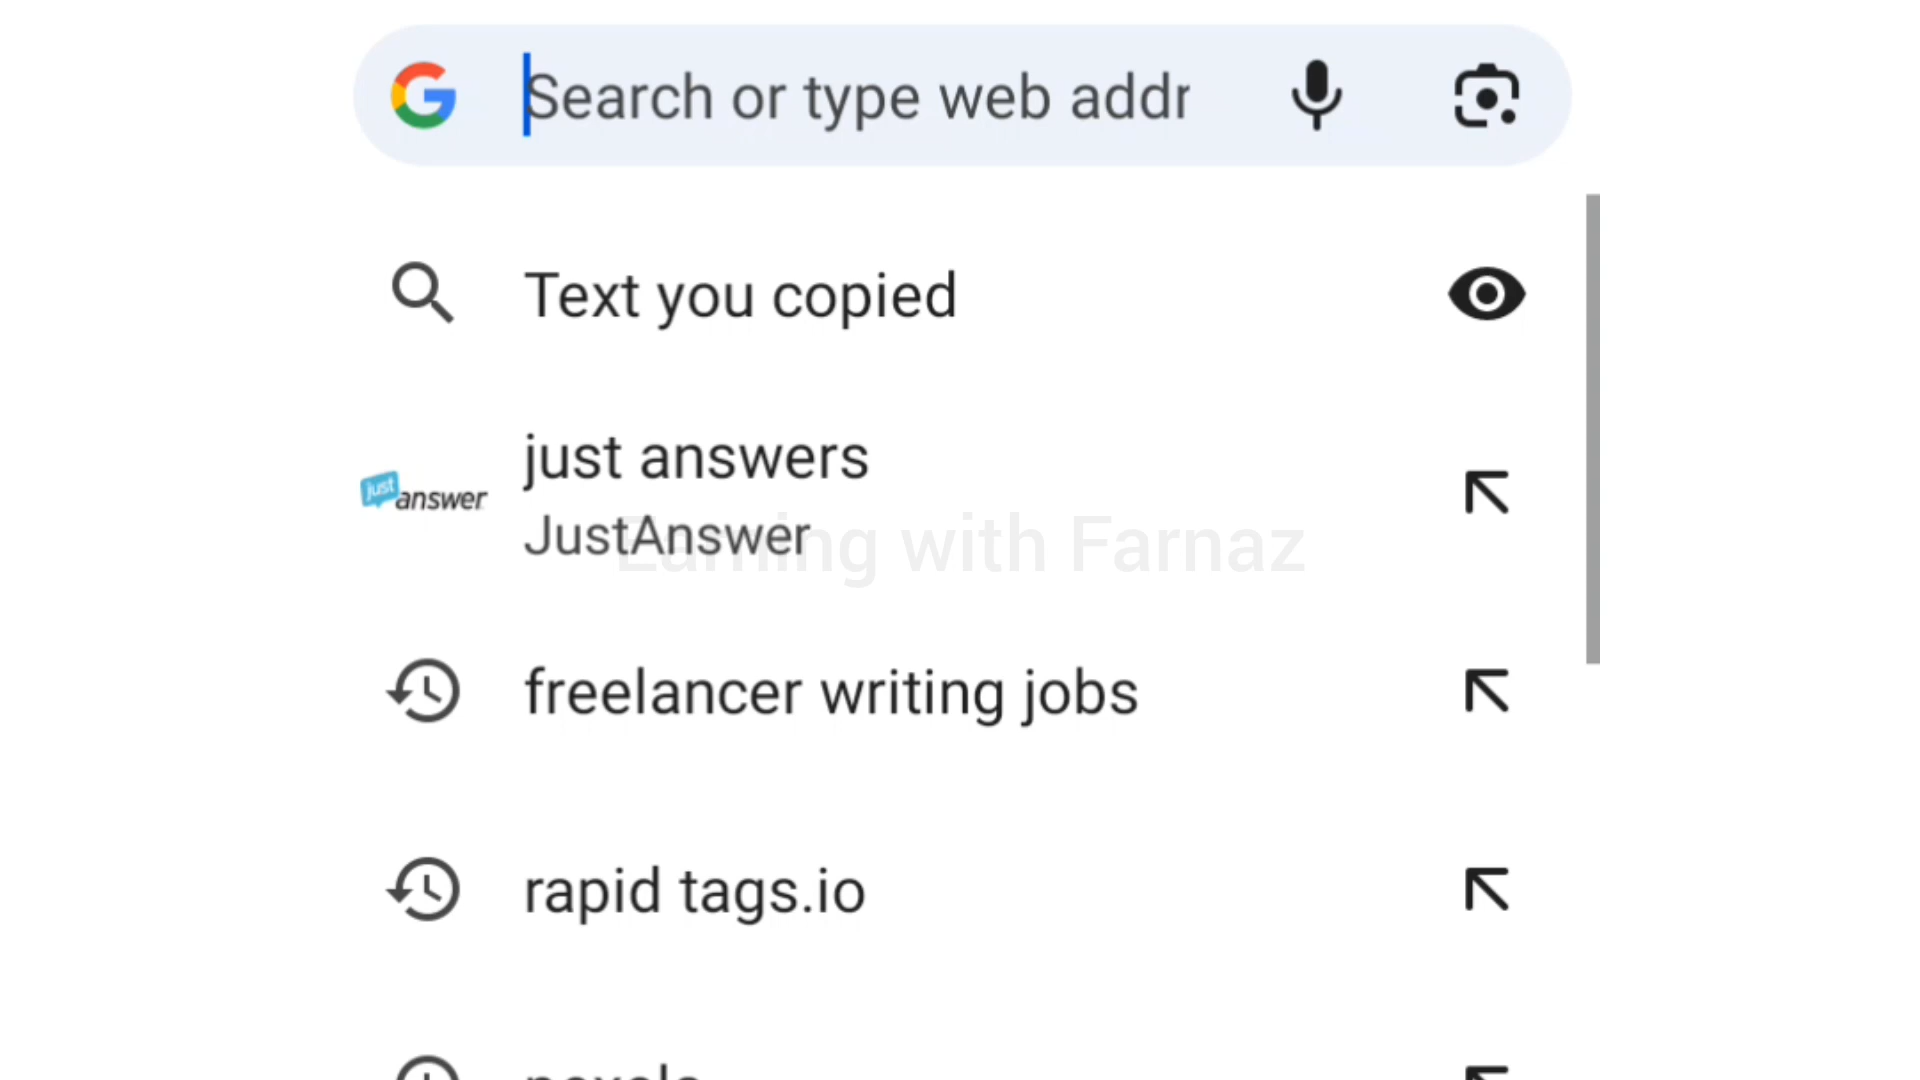 Search or type web addr
Text you copied
just answers
just answer
JustAnswer
Earning with Farnaz
freelancer writing jobs
rapid tags.io